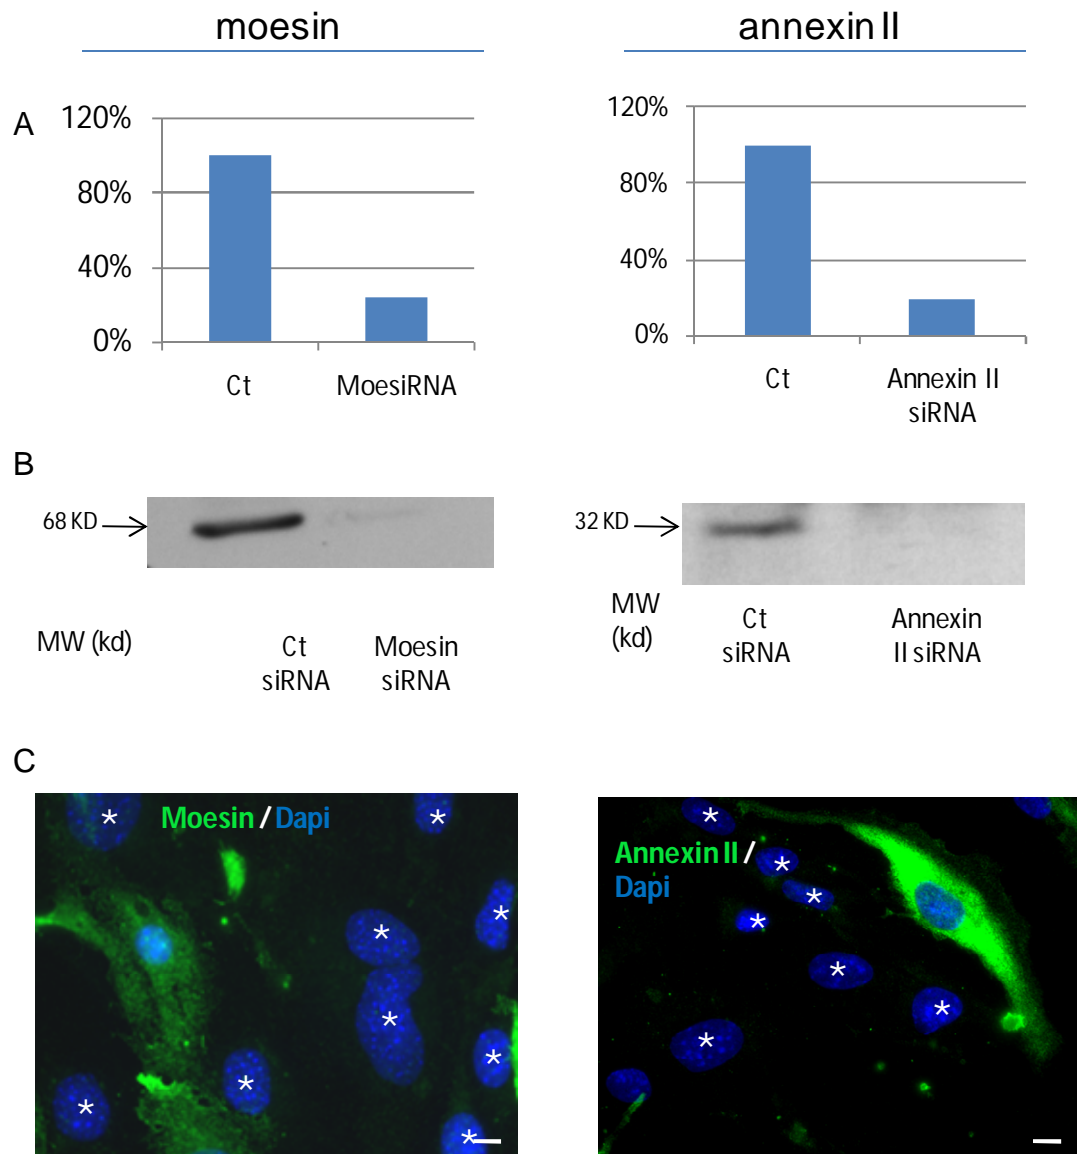 moesin
annexin II
A
120%
80%
40%
0%
Ct
MoesiRNA
120%
80%
40%
0%
Ct
Annexin II
siRNA
B
68 KD
MW (kd)
Ct
siRNA
Moesin
siRNA
32 KD
MW
(kd)
Ct
siRNA
Annexin
II siRNA
C
Moesin / Dapi
* * * * * * * * *
Annexin II /
Dapi
* * * * * * *